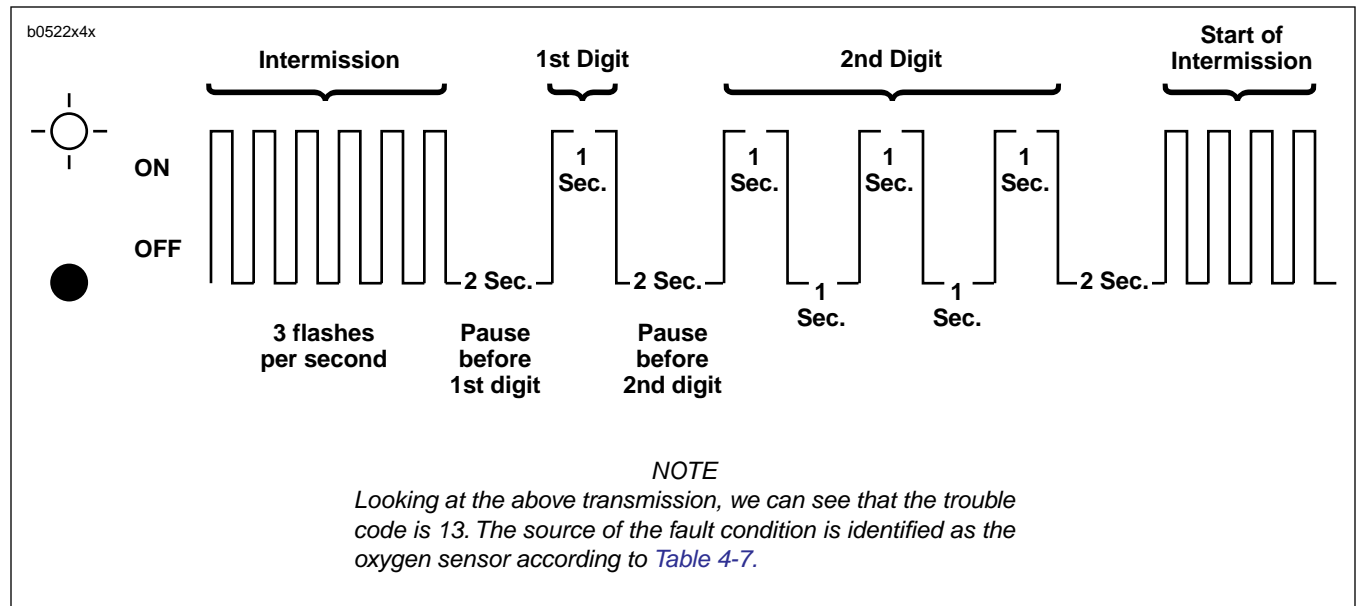 b0522x4x
Intermission
1st Digit
2nd Digit
Start of
Intermission
ON
OFF
1
Sec.
1
Sec.
1
Sec.
1
Sec.
2 Sec.
2 Sec.
1
Sec.
1
Sec.
2 Sec.
3 flashes
per second
Pause
before
1st digit
Pause
before
2nd digit
NOTE
Looking at the above transmission, we can see that the trouble
code is 13. The source of the fault condition is identified as the
oxygen sensor according to Table 4-7.